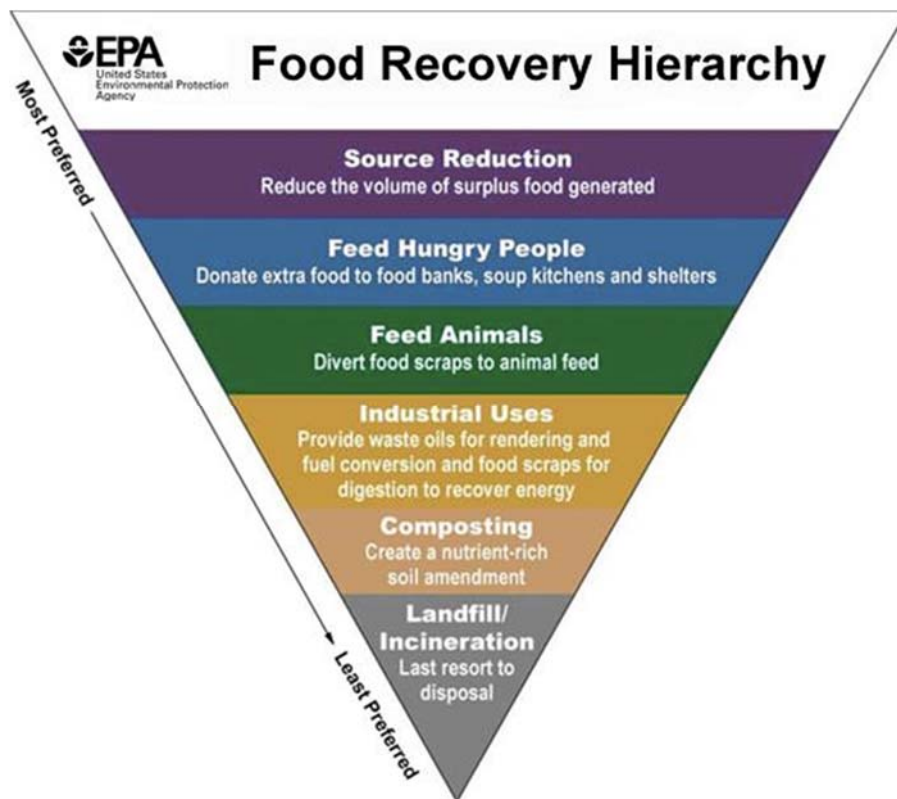 EPA
United States
Environmental Protection
Agency
Food Recovery Hierarchy
Most Preferred
Source Reduction
Reduce the volume of surplus food generated
Feed Hungry People
Donate extra food to food banks, soup kitchens and shelters
Feed Animals
Divert food scraps to animal feed
Industrial Uses
Provide waste oils for rendering and
fuel conversion and food scraps for
digestion to recover energy
Composting
Create a nutrient-rich
soil amendment
Landfill/
Incineration
Last resort to
disposal
Least Preferred